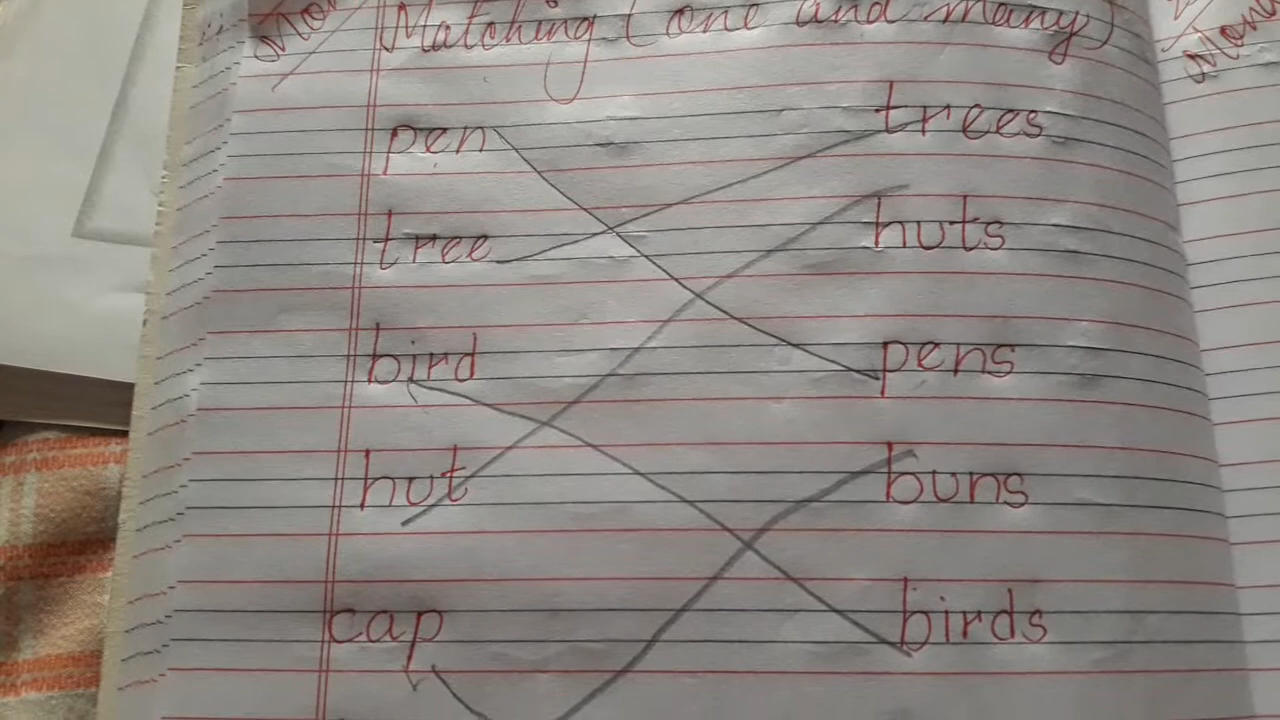 Matching (one and many)
pen trees
tree huts
bird pens
hut buns
cap birds